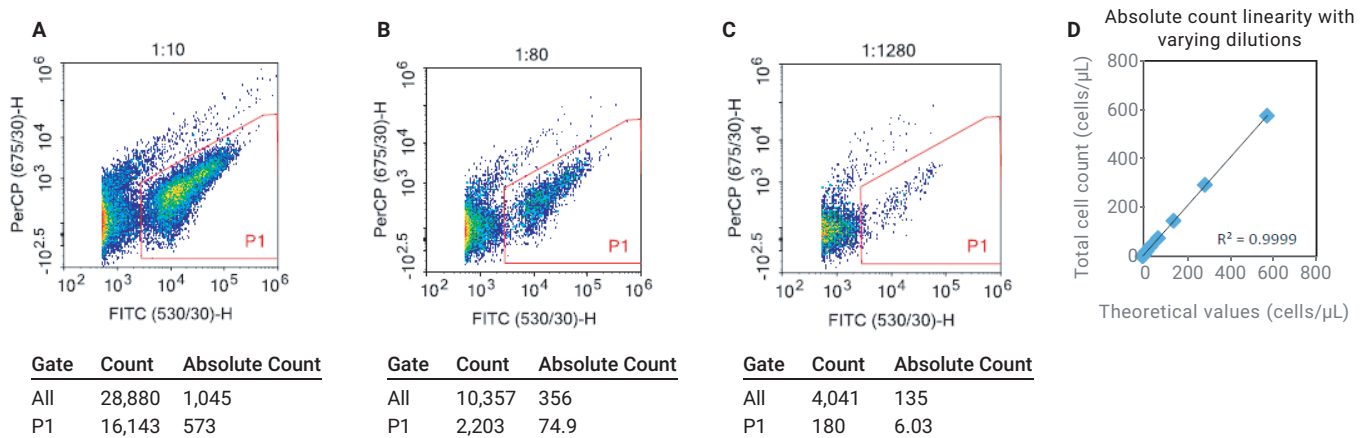 A
1:10
PerCP (675/30)-H
10^6
10^4
10^3
-10^2.5
P1
10^2 10^3 10^4 10^5 10^6
FITC (530/30)-H
Gate Count Absolute Count
All 28,880 1,045
P1 16,143 573
B
1:80
PerCP (675/30)-H
10^6
10^4
10^3
-10^2.5
P1
10^2 10^3 10^4 10^5 10^6
FITC (530/30)-H
Gate Count Absolute Count
All 10,357 356
P1 2,203 74.9
C
1:1280
PerCP (675/30)-H
10^6
10^4
10^3
-10^2.5
P1
10^2 10^3 10^4 10^5 10^6
FITC (530/30)-H
Gate Count Absolute Count
All 4,041 135
P1 180 6.03
D
Absolute count linearity with
varying dilutions
Total cell count (cells/µL)
800
600
400
200
0
R² = 0.9999
0 200 400 600 800
Theoretical values (cells/µL)